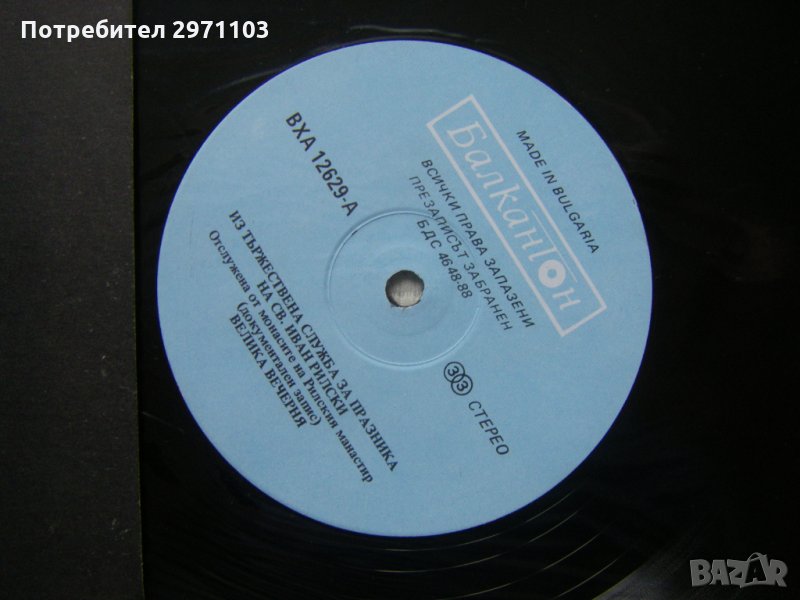 Потребител 2971103
MADE IN BULGARIA
Балкантон
ВСИЧКИ ПРАВА ЗАПАЗЕНИ
ПРЕЗАПИСЪТ ЗАБРАНЕН
БДС 4648-88
ВХА 12629-А
33 СТЕРЕО
ИЗ ТЪРЖЕСТВЕНА СЛУЖБА ЗА ПРАЗНИКА
НА СВ. ИВАН РИЛСКИ
Отслужена от монасите на Рилския манастир
(документален запис)
ВЕЛИКА ВЕЧЕРНЯ
BAZAR